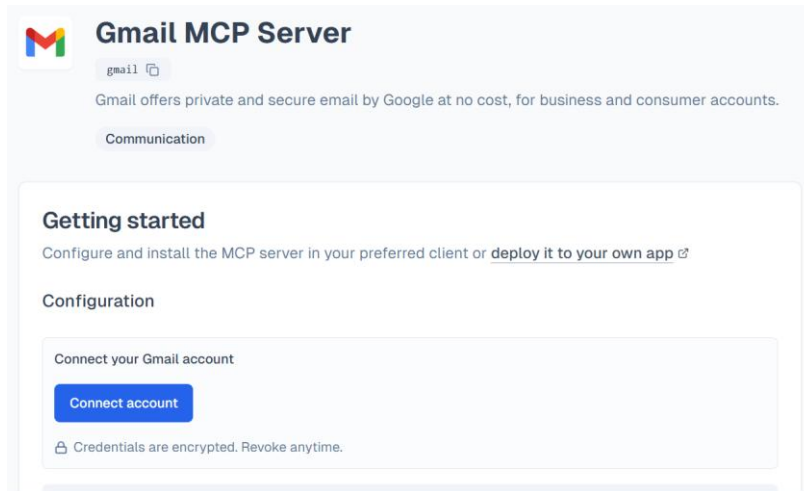 Gmail MCP Server
gmail
Gmail offers private and secure email by Google at no cost, for business and consumer accounts.
Communication
Getting started
Configure and install the MCP server in your preferred client or deploy it to your own app
Configuration
Connect your Gmail account
Connect account
Credentials are encrypted. Revoke anytime.